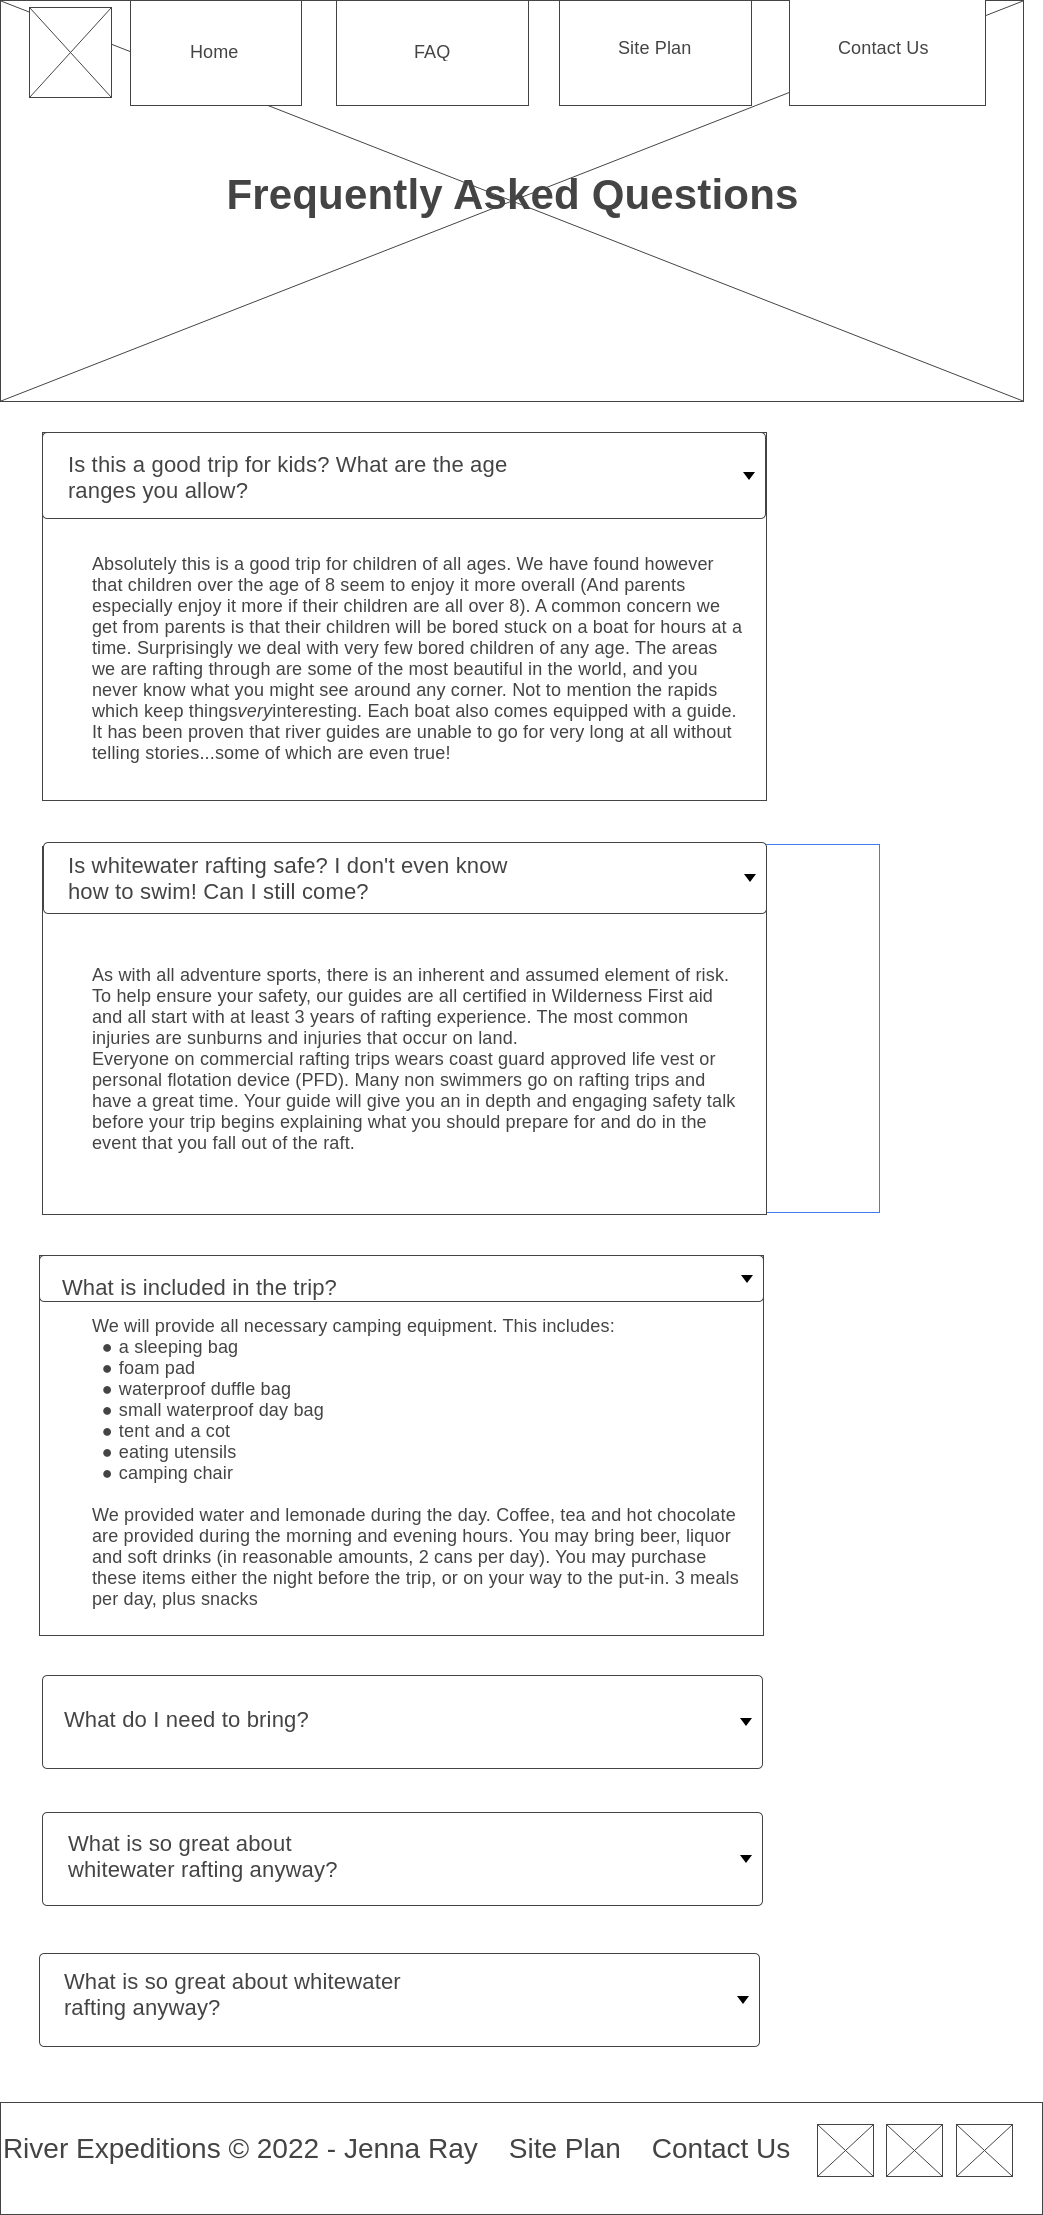 Home
FAQ
Site Plan
Contact Us
Frequently Asked Questions
Is this a good trip for kids? What are the age
ranges you allow?
Absolutely this is a good trip for children of all ages. We have found however
that children over the age of 8 seem to enjoy it more overall (And parents
especially enjoy it more if their children are all over 8). A common concern we
get from parents is that their children will be bored stuck on a boat for hours at a
time. Surprisingly we deal with very few bored children of any age. The areas
we are rafting through are some of the most beautiful in the world, and you
never know what you might see around any corner. Not to mention the rapids
which keep thingsveryinteresting. Each boat also comes equipped with a guide.
It has been proven that river guides are unable to go for very long at all without
telling stories...some of which are even true!
Is whitewater rafting safe? I don't even know
how to swim! Can I still come?
As with all adventure sports, there is an inherent and assumed element of risk.
To help ensure your safety, our guides are all certified in Wilderness First aid
and all start with at least 3 years of rafting experience. The most common
injuries are sunburns and injuries that occur on land.
Everyone on commercial rafting trips wears coast guard approved life vest or
personal flotation device (PFD). Many non swimmers go on rafting trips and
have a great time. Your guide will give you an in depth and engaging safety talk
before your trip begins explaining what you should prepare for and do in the
event that you fall out of the raft.
What is included in the trip?
We will provide all necessary camping equipment. This includes:
● a sleeping bag
● foam pad
● waterproof duffle bag
● small waterproof day bag
● tent and a cot
● eating utensils
● camping chair
We provided water and lemonade during the day. Coffee, tea and hot chocolate
are provided during the morning and evening hours. You may bring beer, liquor
and soft drinks (in reasonable amounts, 2 cans per day). You may purchase
these items either the night before the trip, or on your way to the put-in. 3 meals
per day, plus snacks
What do I need to bring?
What is so great about
whitewater rafting anyway?
What is so great about whitewater
rafting anyway?
River Expeditions © 2022 - Jenna Ray    Site Plan    Contact Us